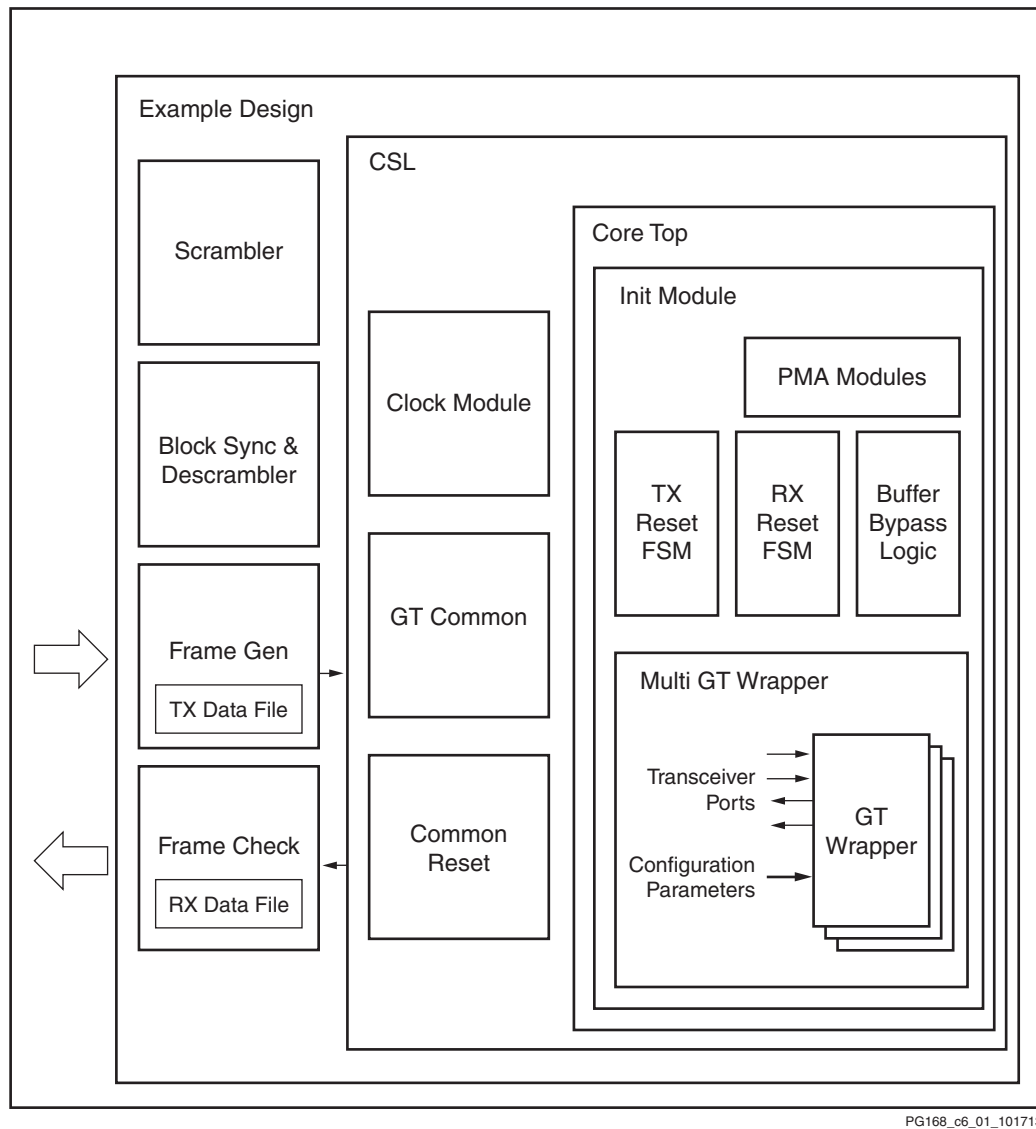 Example Design
Scrambler
Block Sync &
Descrambler
Frame Gen
TX Data File
Frame Check
RX Data File
CSL
Clock Module
GT Common
Common
Reset
Core Top
Init Module
PMA Modules
TX
Reset
FSM
RX
Reset
FSM
Buffer
Bypass
Logic
Multi GT Wrapper
Transceiver
Ports
Configuration
Parameters
GT
Wrapper